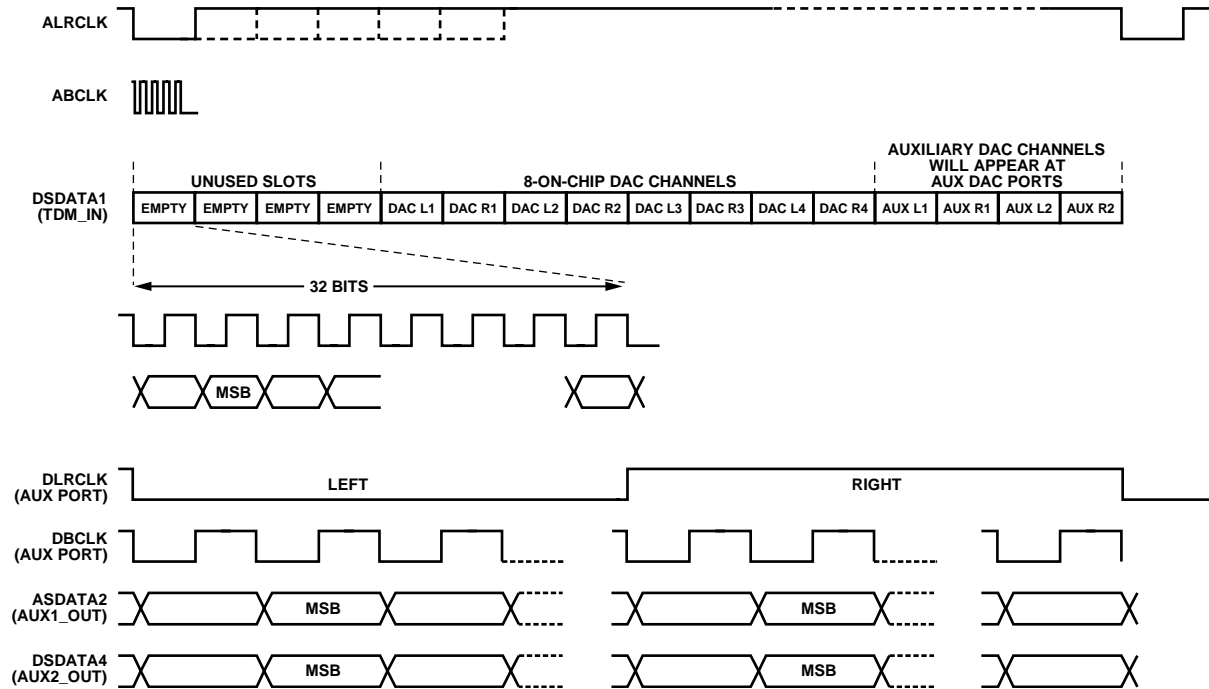 ALRCLK
ABCLK
AUXILIARY DAC CHANNELS
WILL APPEAR AT
AUX DAC PORTS
UNUSED SLOTS
8-ON-CHIP DAC CHANNELS
DSDATA1
(TDM_IN)
EMPTY EMPTY EMPTY EMPTY DAC L1 DAC R1 DAC L2 DAC R2 DAC L3 DAC R3 DAC L4 DAC R4 AUX L1 AUX R1 AUX L2 AUX R2
32 BITS
MSB
DLRCLK
(AUX PORT)
LEFT RIGHT
DBCLK
(AUX PORT)
ASDATA2
(AUX1_OUT)
MSB MSB
DSDATA4
(AUX2_OUT)
MSB MSB